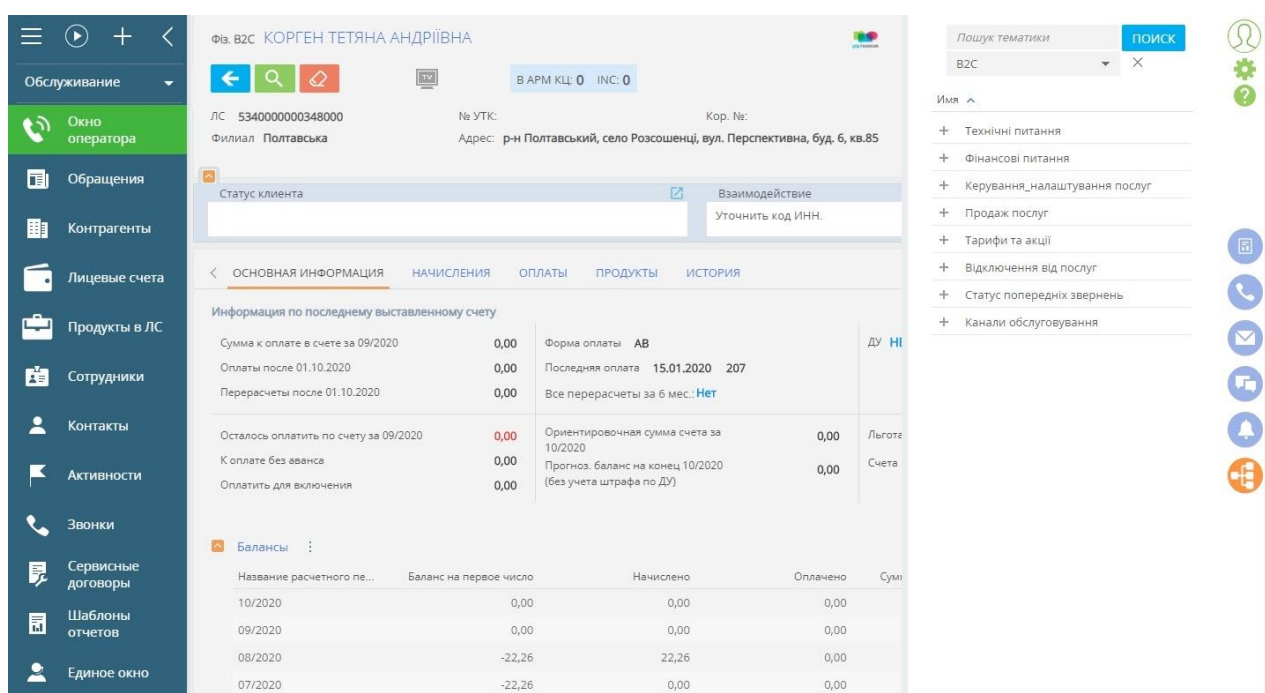 Обслуживание
Окно
оператора
Обращения
Контрагенты
Лицевые счета
Продукты в ЛС
Сотрудники
Контакты
Активности
Звонки
Сервисные
договоры
Шаблоны
отчетов
Единое окно
Фіз. B2C КОРГЕН ТЕТЯНА АНДРІЇВНА
TV
В АРМ КЦ: 0 INC: 0
ЛС 5340000000348000 № УТК: Кор. №:
Филиал Полтавська Адрес: р-н Полтавський, село Розсошенці, вул. Перспективна, буд. 6, кв.85
Статус клиента Взаимодействие
Уточнить код ИНН.
ОСНОВНАЯ ИНФОРМАЦИЯ НАЧИСЛЕНИЯ ОПЛАТЫ ПРОДУКТЫ ИСТОРИЯ
Информация по последнему выставленному счету
Сумма к оплате в счете за 09/2020 0,00 Форма оплаты АВ ДУ
Оплаты после 01.10.2020 0,00 Последняя оплата 15.01.2020 207
Перерасчеты после 01.10.2020 0,00 Все перерасчеты за 6 мес.: Нет
Осталось оплатить по счету за 09/2020 0,00 Ориентировочная сумма счета за
10/2020 0,00 Льгота
К оплате без аванса 0,00 Прогноз. баланс на конец 10/2020
(без учета штрафа по ДУ) 0,00 Счета
Оплатить для включения 0,00
Балансы
Название расчетного пе... Баланс на первое число Начислено Оплачено
10/2020 0,00 0,00 0,00
09/2020 0,00 0,00 0,00
08/2020 -22,26 22,26 0,00
07/2020 -22,26 0,00 0,00
Пошук тематики ПОИСК
B2C
Имя
+ Технічні питання
+ Фінансові питання
+ Керування_налаштування послуг
+ Продаж послуг
+ Тарифи та акції
+ Відключення від послуг
+ Статус попередніх звернень
+ Канали обслуговування